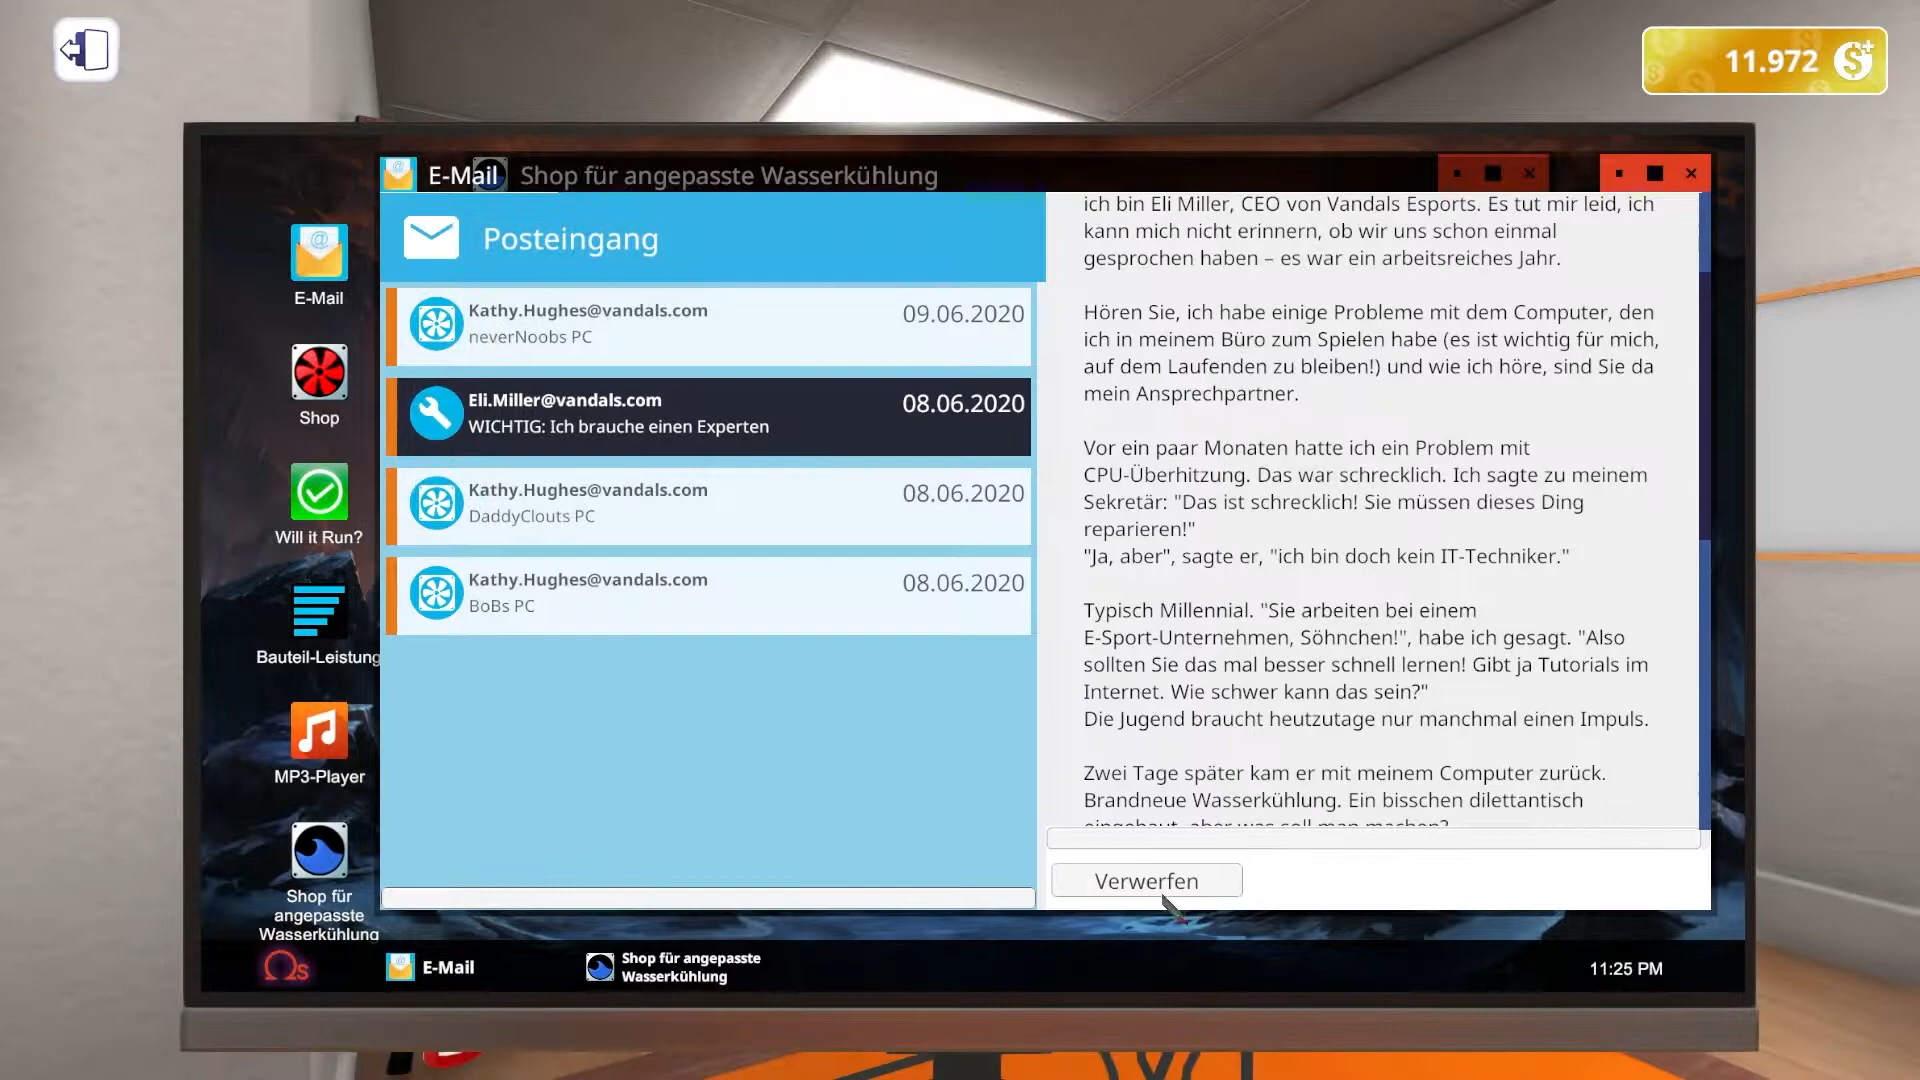 11.972
E-Mail
Shop für angepasste Wasserkühlung
Posteingang
Kathy.Hughes@vandals.com
09.06.2020
neverNoobs PC
Eli.Miller@vandals.com
08.06.2020
WICHTIG: Ich brauche einen Experten
Kathy.Hughes@vandals.com
08.06.2020
DaddyClouts PC
Kathy.Hughes@vandals.com
08.06.2020
BoBs PC
ich bin Eli Miller, CEO von Vandals Esports. Es tut mir leid, ich
kann mich nicht erinnern, ob wir uns schon einmal
gesprochen haben – es war ein arbeitsreiches Jahr.
Hören Sie, ich habe einige Probleme mit dem Computer, den
ich in meinem Büro zum Spielen habe (es ist wichtig für mich,
auf dem Laufenden zu bleiben!) und wie ich höre, sind Sie da
mein Ansprechpartner.
Vor ein paar Monaten hatte ich ein Problem mit
CPU-Überhitzung. Das war schrecklich. Ich sagte zu meinem
Sekretär: "Das ist schrecklich! Sie müssen dieses Ding
reparieren!"
"Ja, aber", sagte er, "ich bin doch kein IT-Techniker."
Typisch Millennial. "Sie arbeiten bei einem
E-Sport-Unternehmen, Söhnchen!", habe ich gesagt. "Also
sollten Sie das mal besser schnell lernen! Gibt ja Tutorials im
Internet. Wie schwer kann das sein?"
Die Jugend braucht heutzutage nur manchmal einen Impuls.
Zwei Tage später kam er mit meinem Computer zurück.
Brandneue Wasserkühlung. Ein bisschen dilettantisch
eingebaut, aber was soll man machen?
Verwerfen
E-Mail
Shop
Will it Run?
Bauteil-Leistung
MP3-Player
Shop für
angepasste
Wasserkühlung
Ωs
E-Mail
Shop für angepasste
Wasserkühlung
11:25 PM